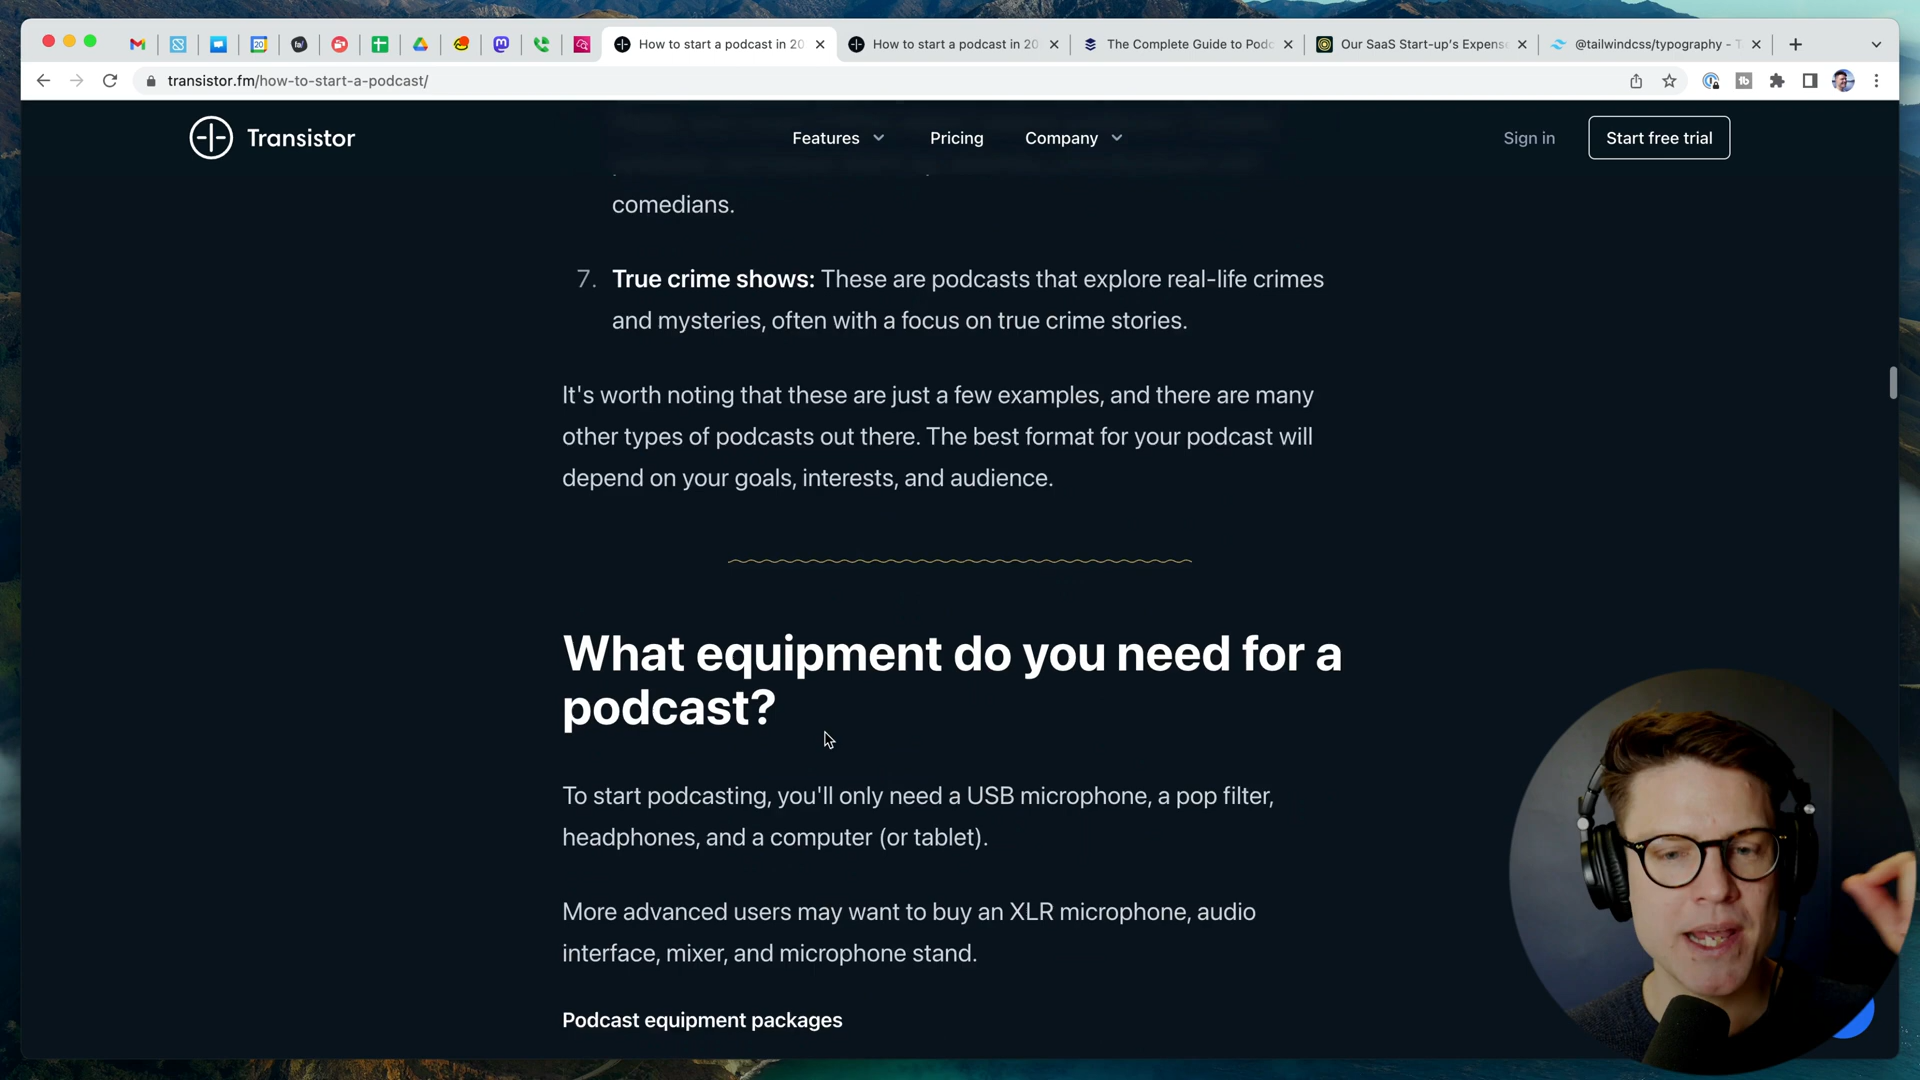 How to start a podcast in 20
How to start a podcast in 20
The Complete Guide to Podc
Our SaaS Start-up's Expens
@tailwindcss/typography - T
transistor.fm/how-to-start-a-podcast/
Transistor
Features
Pricing
Company
Sign in
Start free trial
comedians.
7. True crime shows: These are podcasts that explore real-life crimes
and mysteries, often with a focus on true crime stories.
It's worth noting that these are just a few examples, and there are many
other types of podcasts out there. The best format for your podcast will
depend on your goals, interests, and audience.
What equipment do you need for a
podcast?
To start podcasting, you'll only need a USB microphone, a pop filter,
headphones, and a computer (or tablet).
More advanced users may want to buy an XLR microphone, audio
interface, mixer, and microphone stand.
Podcast equipment packages